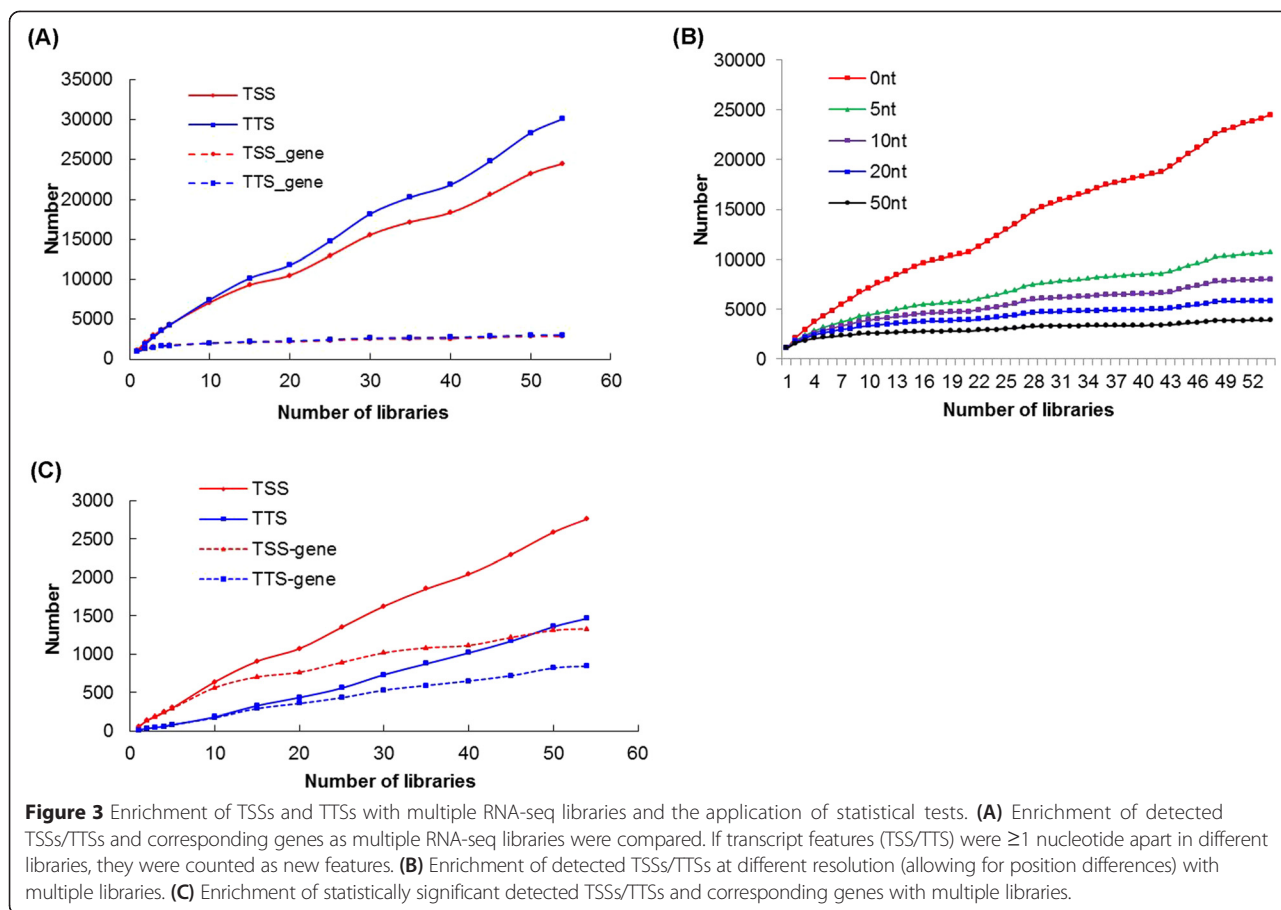 (A)
35000
30000
25000
20000
15000
10000
5000
0
Number
TSS
TTS
TSS_gene
TTS_gene
0 10 20 30 40 50 60
Number of libraries
(B)
30000
25000
20000
15000
10000
5000
0
Number
0nt
5nt
10nt
20nt
50nt
1 4 7 10 13 16 19 22 25 28 31 34 37 40 43 46 49 52
Number of libraries
(C)
3000
2500
2000
1500
1000
500
0
Number
TSS
TTS
TSS-gene
TTS-gene
0 10 20 30 40 50 60
Number of libraries
Figure 3 Enrichment of TSSs and TTSs with multiple RNA-seq libraries and the application of statistical tests. (A) Enrichment of detected
TSSs/TTSs and corresponding genes as multiple RNA-seq libraries were compared. If transcript features (TSS/TTS) were ≥1 nucleotide apart in different
libraries, they were counted as new features. (B) Enrichment of detected TSSs/TTSs at different resolution (allowing for position differences) with
multiple libraries. (C) Enrichment of statistically significant detected TSSs/TTSs and corresponding genes with multiple libraries.